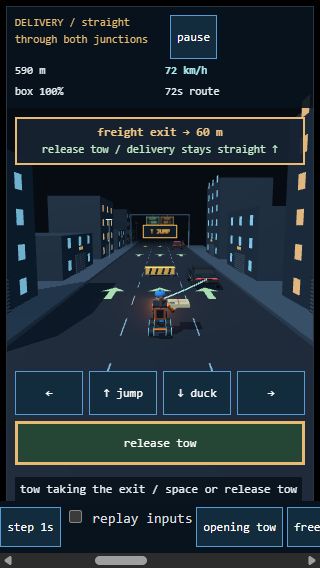 DELIVERY / straight
through both junctions
pause
590 m
72 km/h
box 100%
72s route
freight exit → 60 m
release tow / delivery stays straight ↑
↑ JUMP
←
↑ jump
↓ duck
→
release tow
tow taking the exit / space or release tow
step 1s
replay inputs
opening tow
free